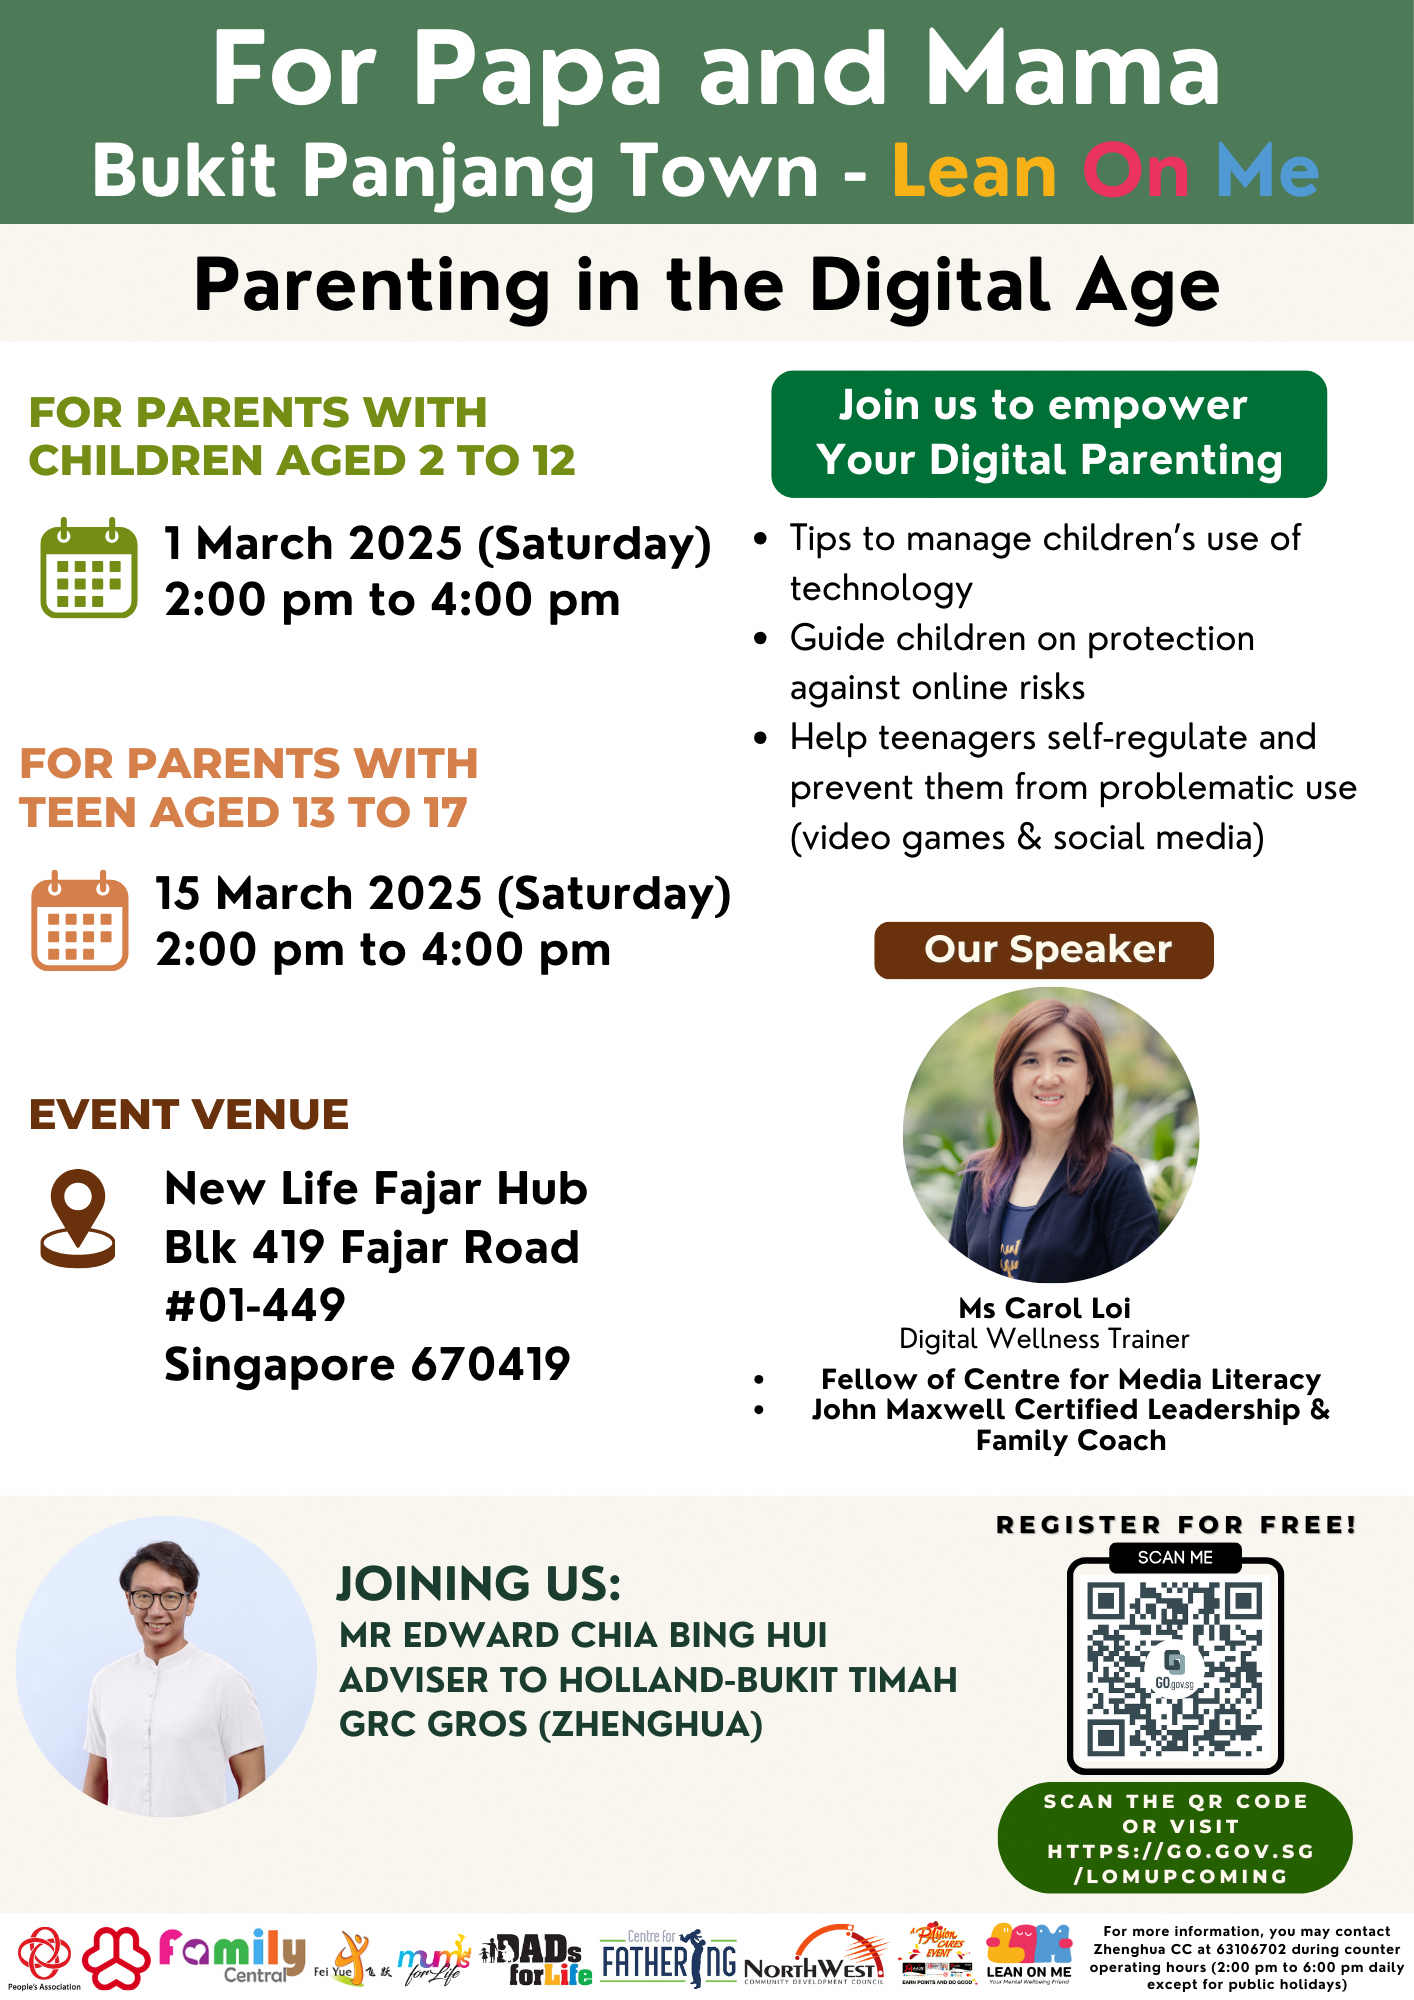 For Papa and Mama
Bukit Panjang Town - Lean On Me
Parenting in the Digital Age
FOR PARENTS WITH
CHILDREN AGED 2 TO 12
1 March 2025 (Saturday)
2:00 pm to 4:00 pm
FOR PARENTS WITH
TEEN AGED 13 TO 17
15 March 2025 (Saturday)
2:00 pm to 4:00 pm
EVENT VENUE
New Life Fajar Hub
Blk 419 Fajar Road
#01-449
Singapore 670419
Join us to empower
Your Digital Parenting
• Tips to manage children's use of
technology
• Guide children on protection
against online risks
• Help teenagers self-regulate and
prevent them from problematic use
(video games & social media)
Our Speaker
Ms Carol Loi
Digital Wellness Trainer
• Fellow of Centre for Media Literacy
• John Maxwell Certified Leadership &
Family Coach
JOINING US:
MR EDWARD CHIA BING HUI
ADVISER TO HOLLAND-BUKIT TIMAH
GRC GROS (ZHENGHUA)
REGISTER FOR FREE!
SCAN ME
GO.gov.sg
SCAN THE QR CODE
OR VISIT
HTTPS://GO.GOV.SG
/LOMUPCOMING
People's Association
Family
Central
Fei Yue 飞跃
mums
for Life
DADs
forLife
Centre for
FATHERING
NORTHWEST
COMMUNITY DEVELOPMENT COUNCIL
A Passion
CARES
EVENT
EARN POINTS AND DO GOOD
LOM
LEAN ON ME
Your Mental Wellbeing Friend
For more information, you may contact
Zhenghua CC at 63106702 during counter
operating hours (2:00 pm to 6:00 pm daily
except for public holidays)